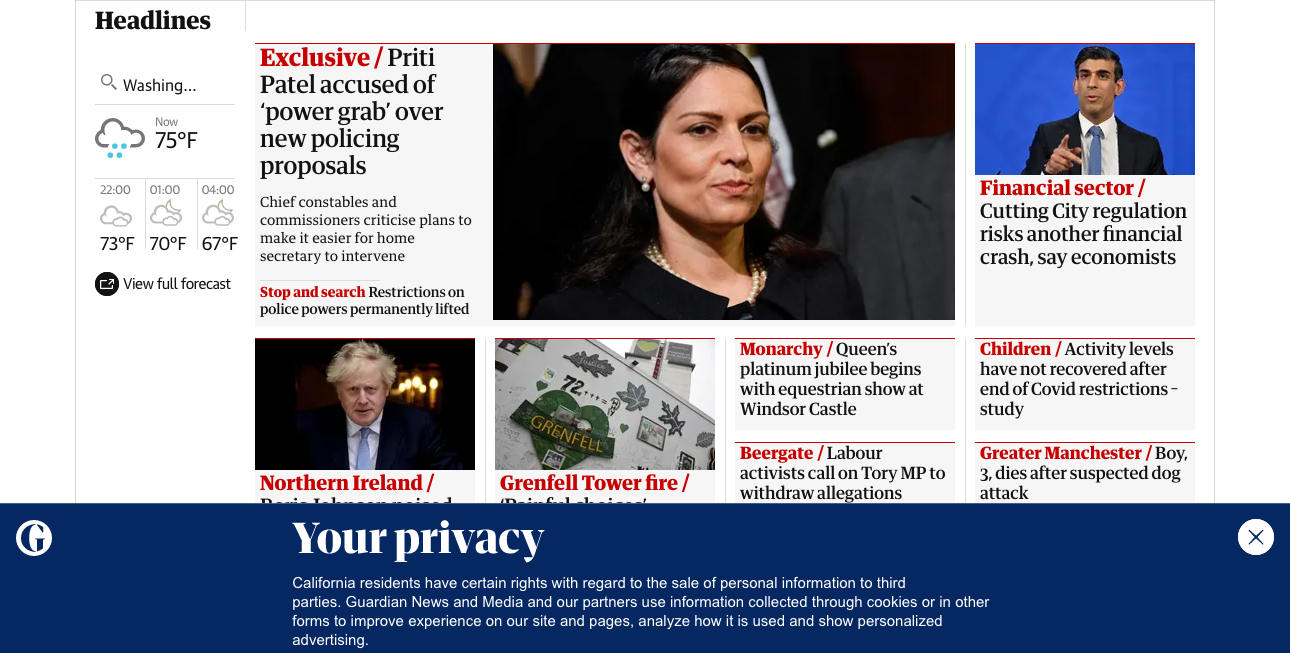 Headlines
Washing...
Now
75°F
22:00
01:00
04:00
73°F
70°F
67°F
View full forecast
Exclusive / Priti
Patel accused of
‘power grab’ over
new policing
proposals
Chief constables and
commissioners criticise plans to
make it easier for home
secretary to intervene
Stop and search Restrictions on
police powers permanently lifted
Financial sector /
Cutting City regulation
risks another financial
crash, say economists
72
GRENFELL
Northern Ireland /
Boris Johnson poised
Grenfell Tower fire /
‘Painful choices’
Monarchy / Queen’s
platinum jubilee begins
with equestrian show at
Windsor Castle
Beergate / Labour
activists call on Tory MP to
withdraw allegations
Children / Activity levels
have not recovered after
end of Covid restrictions –
study
Greater Manchester / Boy,
3, dies after suspected dog
attack
G
Your privacy
California residents have certain rights with regard to the sale of personal information to third
parties. Guardian News and Media and our partners use information collected through cookies or in other
forms to improve experience on our site and pages, analyze how it is used and show personalized
advertising.